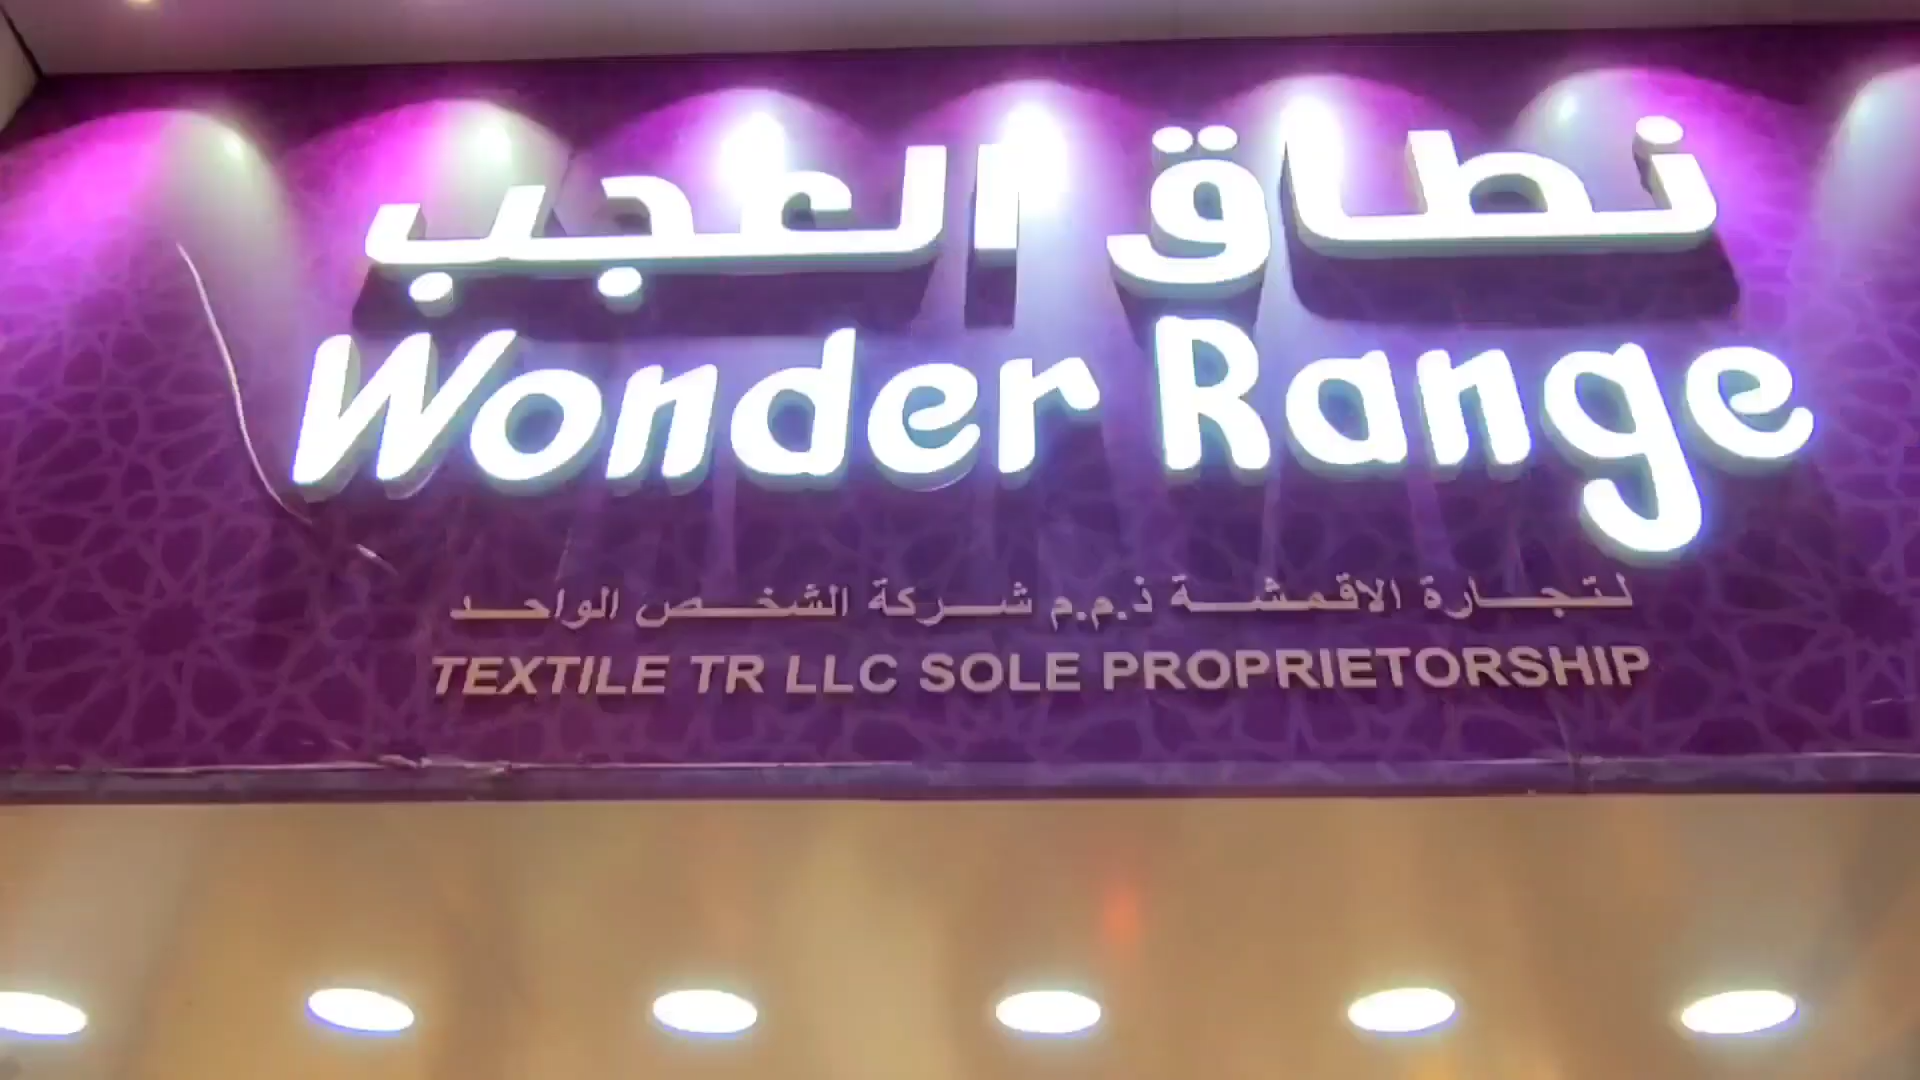 نطاق العجب
Wonder Range
لتجارة الاقمشة ذ.م.م شركة الشخص الواحد
TEXTILE TR LLC SOLE PROPRIETORSHIP